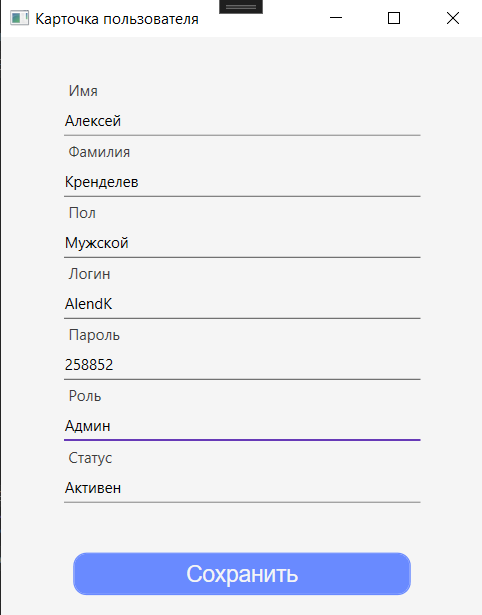 Карточка пользователя
Имя
Алексей
Фамилия
Кренделев
Пол
Мужской
Логин
AlendK
Пароль
258852
Роль
Админ
Статус
Активен
Сохранить